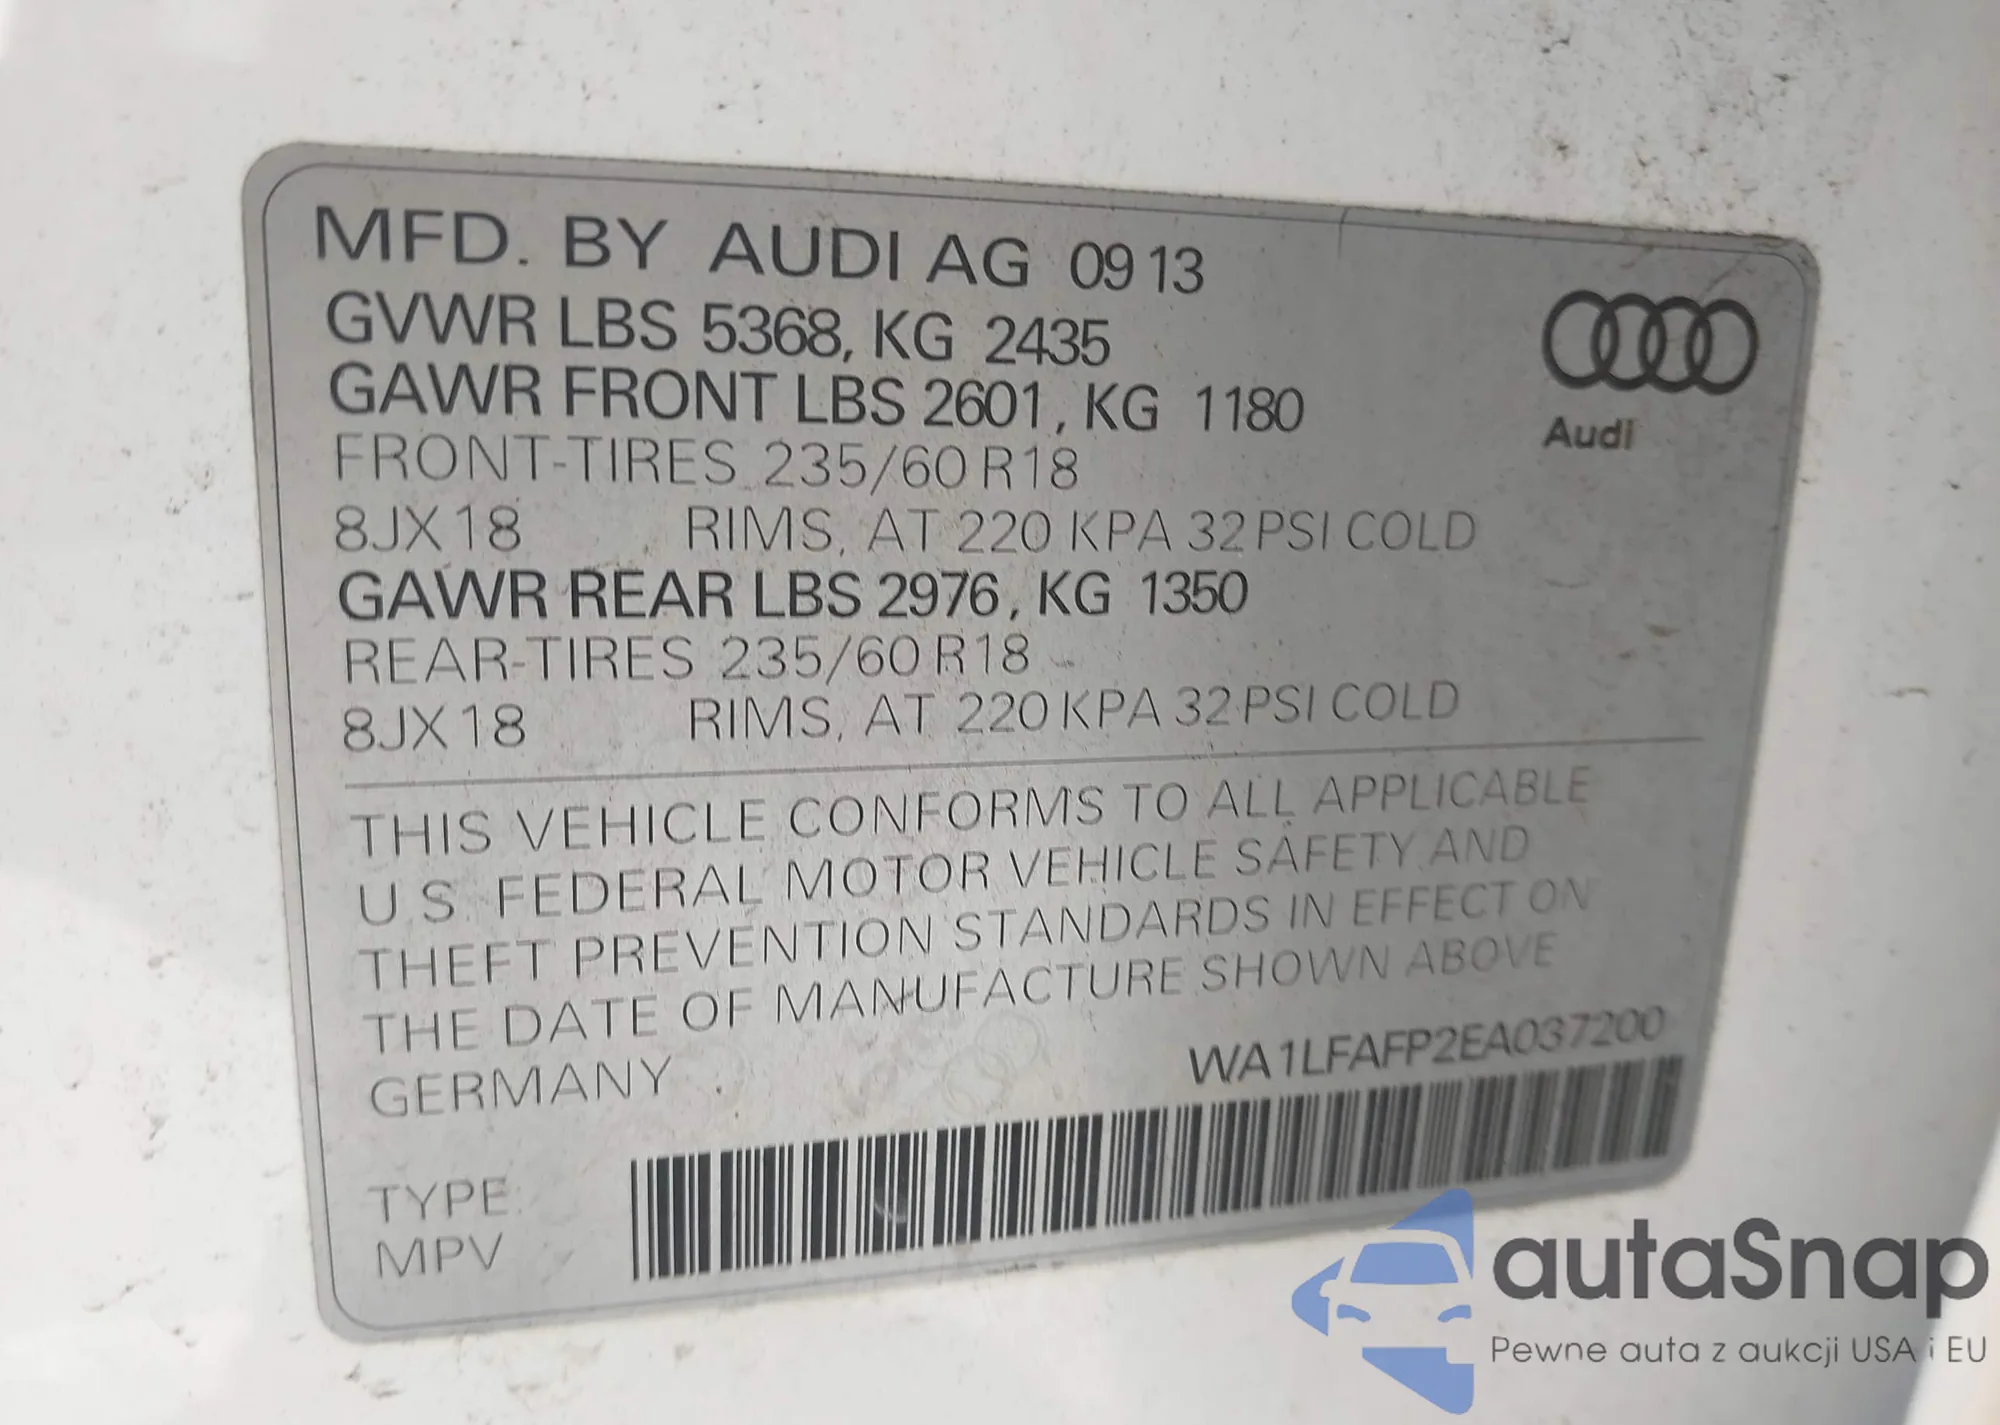 MFD. BY AUDI AG 0913
GVWR LBS 5368, KG 2435
GAWR FRONT LBS 2601, KG 1180
FRONT-TIRES 235/60 R18
8JX18 RIMS, AT 220 KPA 32 PSI COLD
GAWR REAR LBS 2976, KG 1350
REAR-TIRES 235/60 R18
8JX18 RIMS, AT 220 KPA 32 PSI COLD
Audi
THIS VEHICLE CONFORMS TO ALL APPLICABLE
U.S. FEDERAL MOTOR VEHICLE SAFETY AND
THEFT PREVENTION STANDARDS IN EFFECT ON
THE DATE OF MANUFACTURE SHOWN ABOVE
GERMANY
WA1LFAFP2EA037200
TYPE:
MPV
autaSnap
Pewne auta z aukcji USA i EU